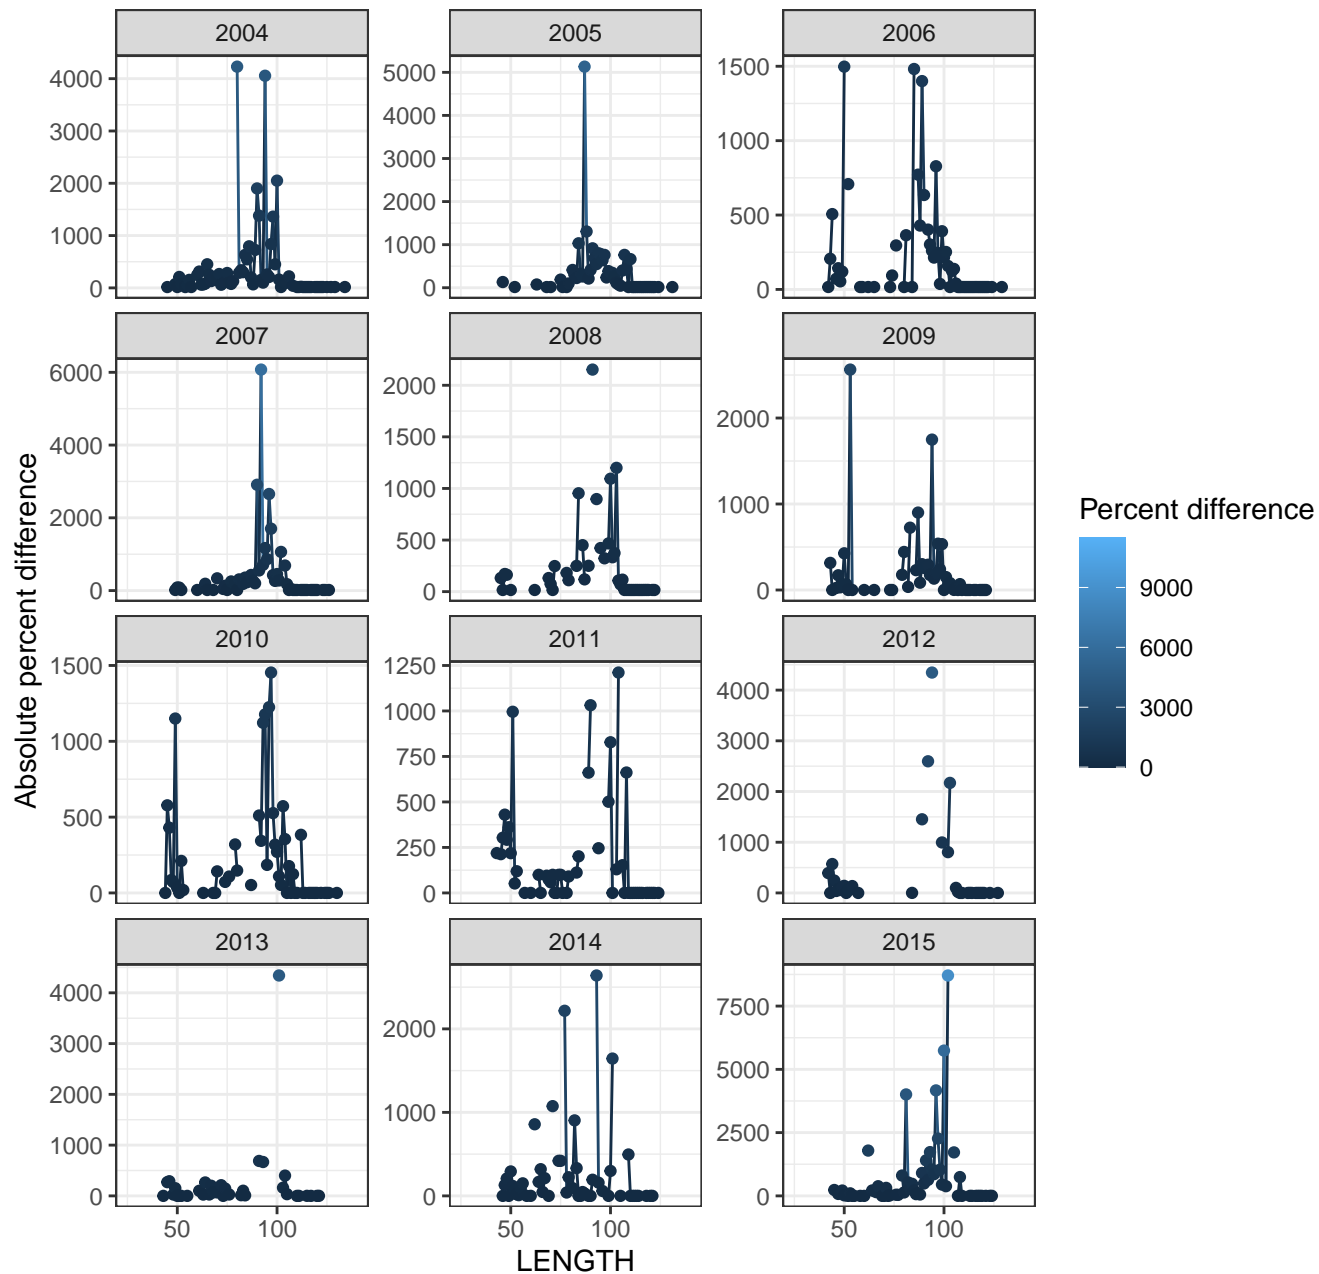 2004 2005 2006
4000 3000 2000 1000 0
5000 4000 3000 2000 1000 0
1500 1000 500 0
2007 2008 2009
6000 4000 2000 0
2000 1500 1000 500 0
2000 1000 0
2010 2011 2012
1500 1000 500 0
1250 1000 750 500 250 0
4000 3000 2000 1000 0
2013 2014 2015
4000 3000 2000 1000 0
2000 1000 0
7500 5000 2500 0
50 100 50 100 50 100
LENGTH
Absolute percent difference
Percent difference
9000
6000
3000
0